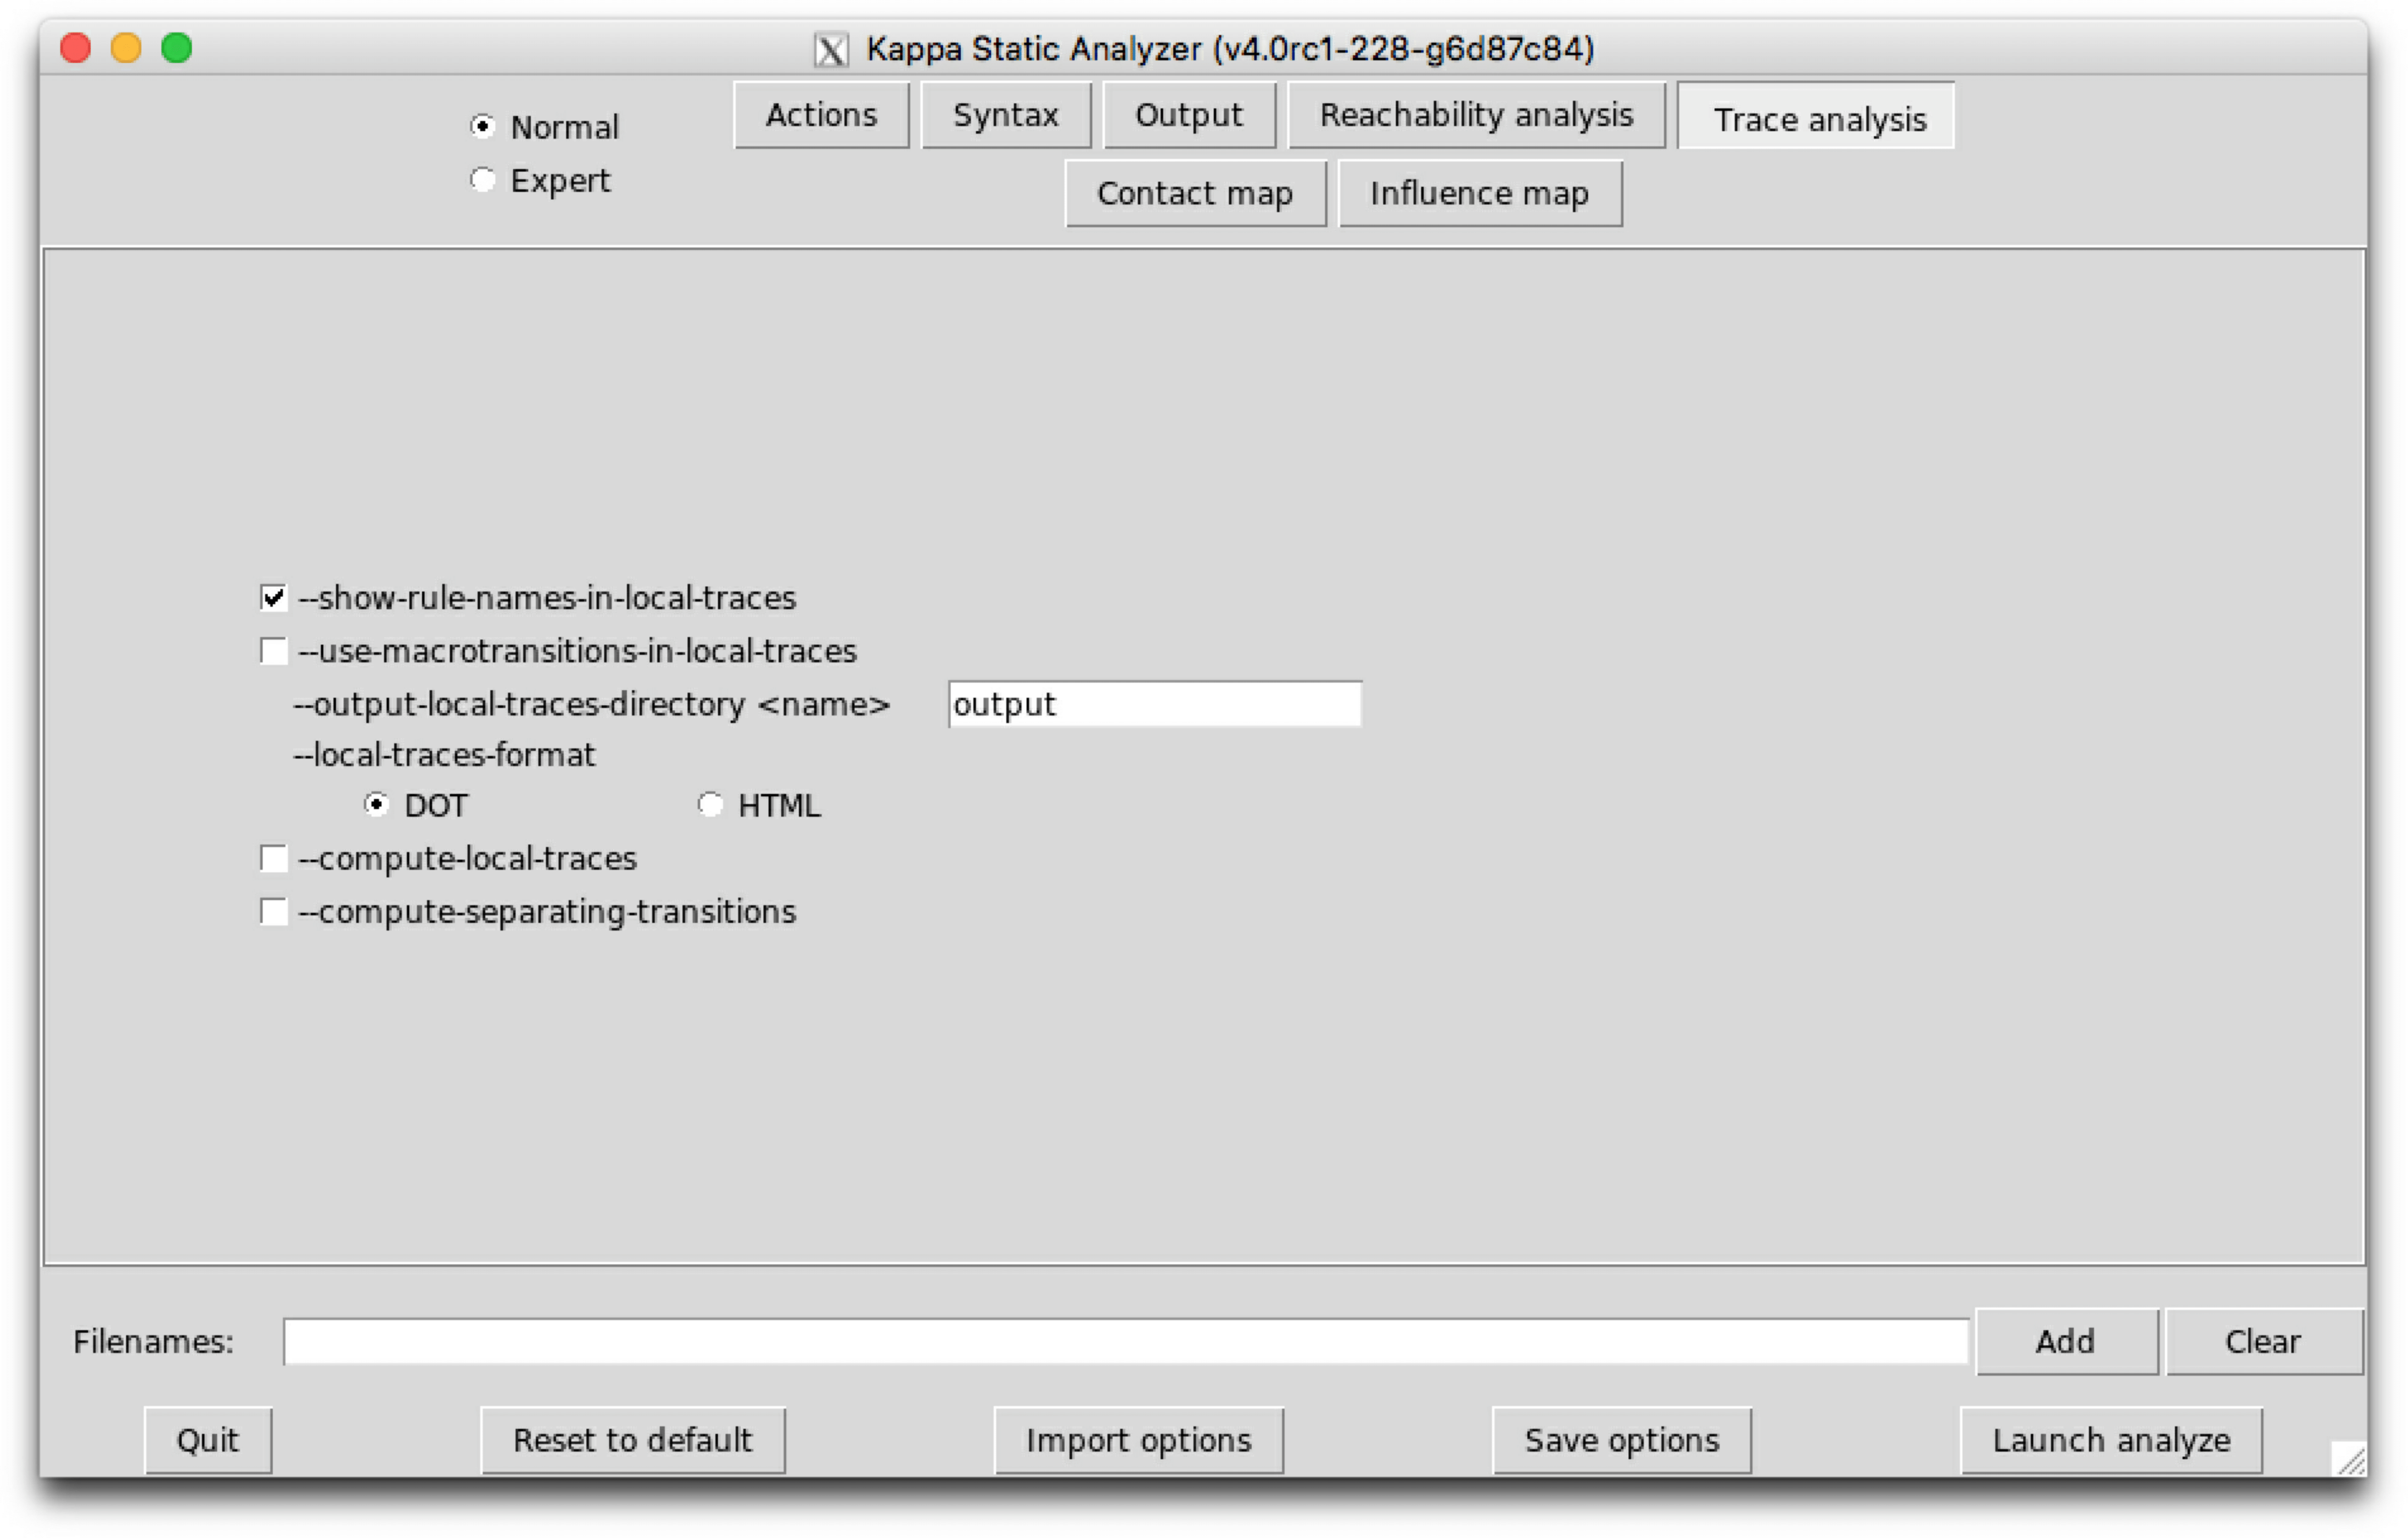 Kappa Static Analyzer (v4.0rc1-228-g6d87c84)
Normal
Expert
Actions Syntax Output Reachability analysis Trace analysis
Contact map Influence map
--show-rule-names-in-local-traces
--use-macrotransitions-in-local-traces
--output-local-traces-directory <name> output
--local-traces-format
DOT HTML
--compute-local-traces
--compute-separating-transitions
Filenames: Add Clear
Quit Reset to default Import options Save options Launch analyze